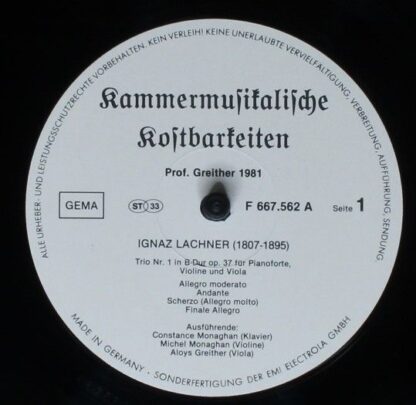 ALLE URHEBER- UND LEISTUNGSSCHUTZRECHTE VORBEHALTEN. KEIN VERLEIH! KEINE UNERLAUBTE VERVIELFÄLTIGUNG, VERBREITUNG, AUFFÜHRUNG, SENDUNG
Kammermusikalische
Kostbarkeiten
Prof. Greither 1981
GEMA
ST 33
F 667.562 A
Seite 1
IGNAZ LACHNER (1807-1895)
Trio Nr. 1 in B-Dur op. 37 für Pianoforte,
Violine und Viola
Allegro moderato
Andante
Scherzo (Allegro molto)
Finale Allegro
Ausführende:
Constance Monaghan (Klavier)
Michel Monaghan (Violine)
Aloys Greither (Viola)
MADE IN GERMANY - SONDERFERTIGUNG DER EMI ELECTROLA GMBH